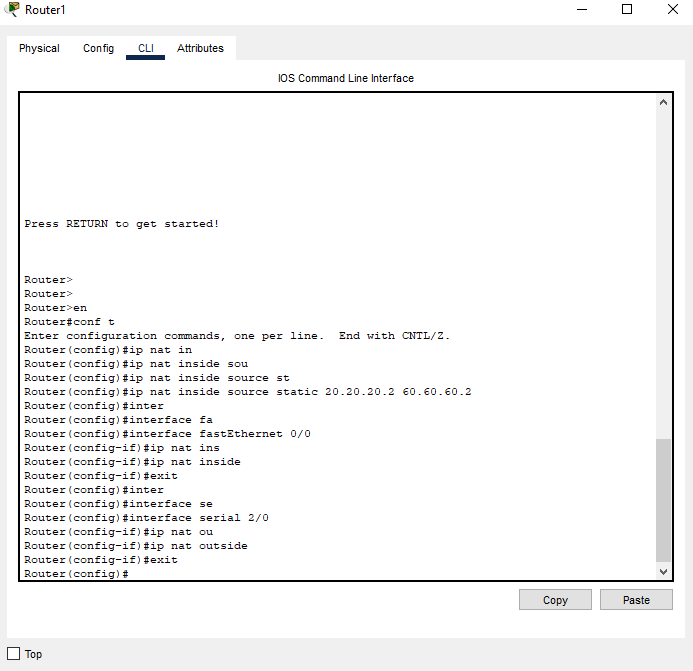 Router1
Physical Config CLI Attributes
IOS Command Line Interface
Press RETURN to get started!
Router>
Router>
Router>en
Router#conf t
Enter configuration commands, one per line.  End with CNTL/Z.
Router(config)#ip nat in
Router(config)#ip nat inside sou
Router(config)#ip nat inside source st
Router(config)#ip nat inside source static 20.20.20.2 60.60.60.2
Router(config)#inter
Router(config)#interface fa
Router(config)#interface fastEthernet 0/0
Router(config-if)#ip nat ins
Router(config-if)#ip nat inside
Router(config-if)#exit
Router(config)#inter
Router(config)#interface se
Router(config)#interface serial 2/0
Router(config-if)#ip nat ou
Router(config-if)#ip nat outside
Router(config-if)#exit
Router(config)#
Copy Paste
Top